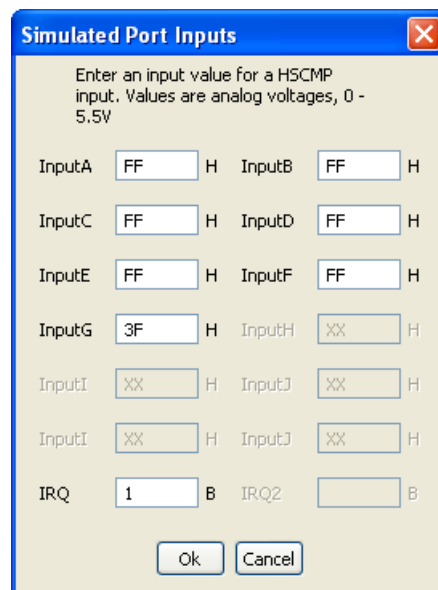 Simulated Port Inputs
Enter an input value for a HSCMP
input. Values are analog voltages, 0 -
5.5V
InputA FF H InputB FF H
InputC FF H InputD FF H
InputE FF H InputF FF H
InputG 3F H InputH XX H
InputI XX H InputJ XX H
InputI XX H InputJ XX H
IRQ 1 B IRQ2 B
Ok Cancel